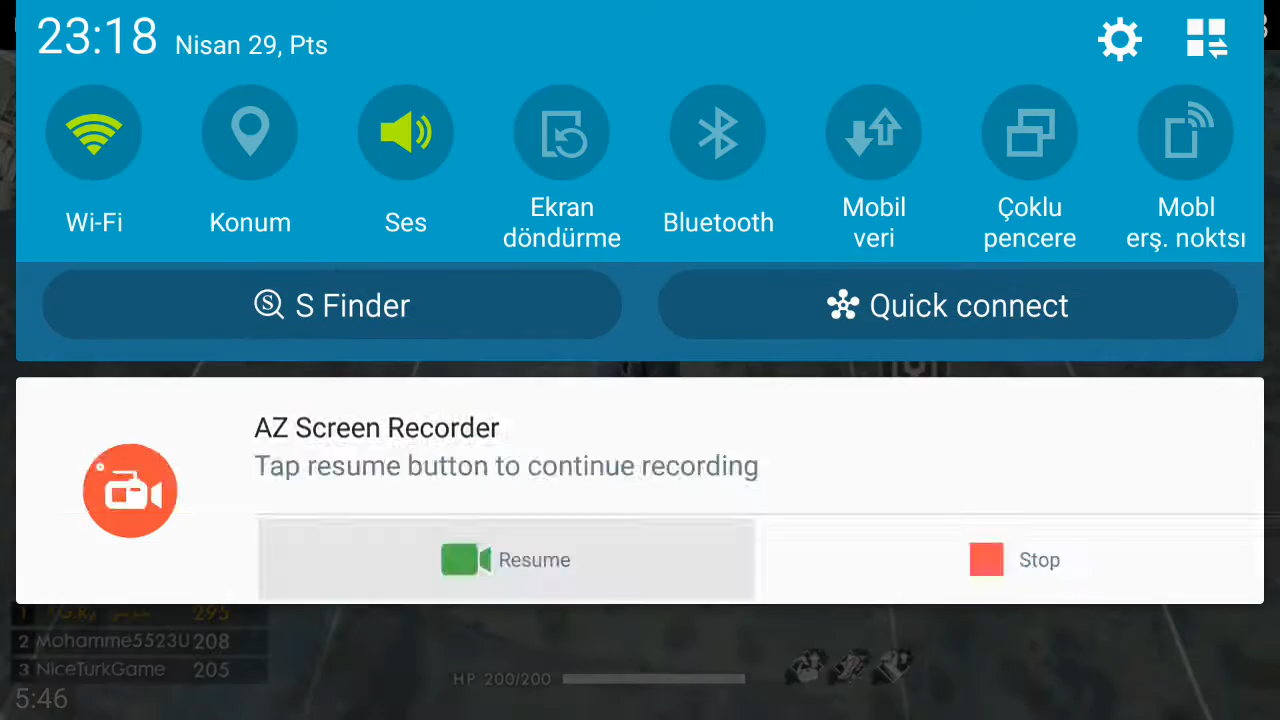 23:18 Nisan 29, Pts
Wi-Fi
Konum
Ses
Ekran
döndürme
Bluetooth
Mobil
veri
Çoklu
pencere
Mobl
erş. noktsı
S Finder
Quick connect
AZ Screen Recorder
Tap resume button to continue recording
Resume
Stop
1 295
2 Mohamme5523U 208
3 NiceTurkGame 205
5:46
HP 200/200